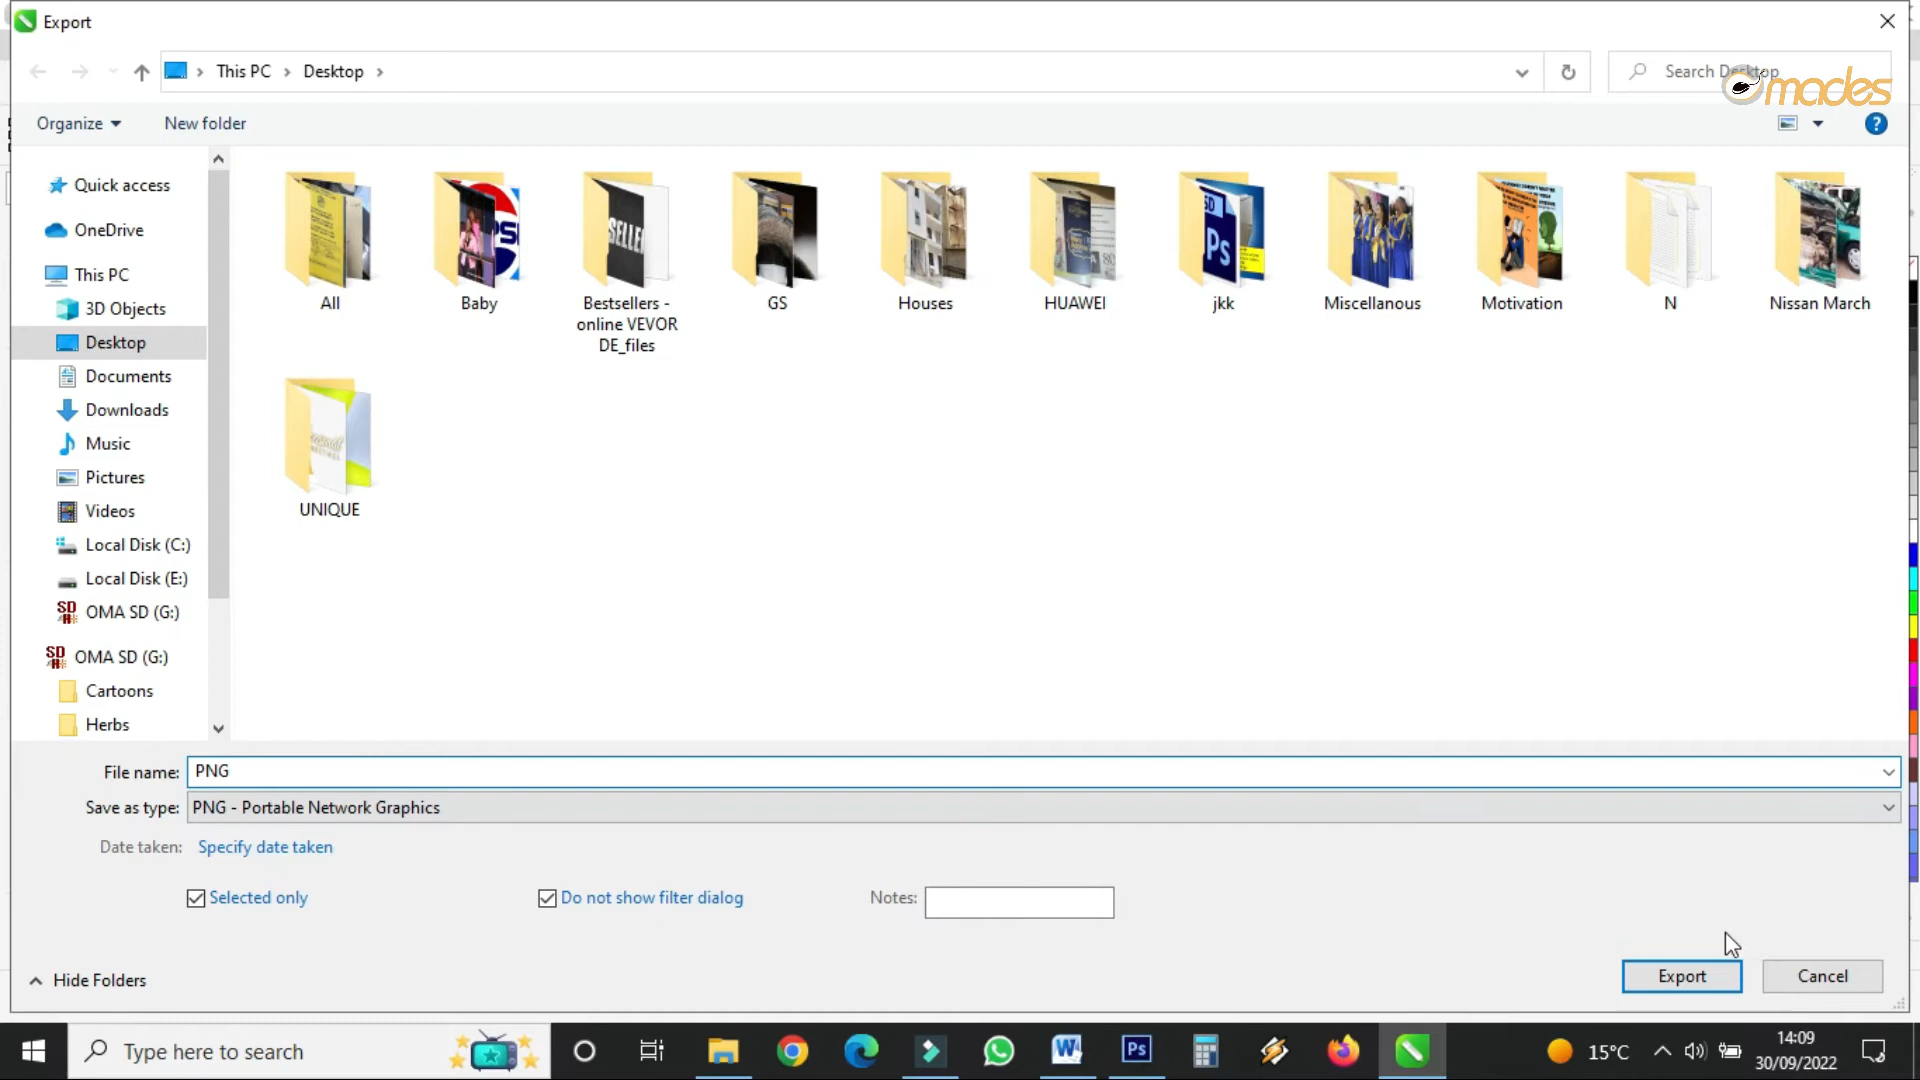 Export
This PC
Desktop
Search Desktop
omades
Organize
New folder
?
Quick access
OneDrive
This PC
3D Objects
Desktop
Documents
Downloads
Music
Pictures
Videos
Local Disk (C:)
Local Disk (E:)
OMA SD (G:)
OMA SD (G:)
Cartoons
Herbs
All
Baby
Bestsellers -
online VEVOR
DE_files
GS
Houses
HUAWEI
jkk
Miscellanous
Motivation
N
Nissan March
UNIQUE
File name: PNG
Save as type: PNG - Portable Network Graphics
Date taken: Specify date taken
Selected only
Do not show filter dialog
Notes:
Hide Folders
Export
Cancel
Type here to search
15°C
14:09
30/09/2022